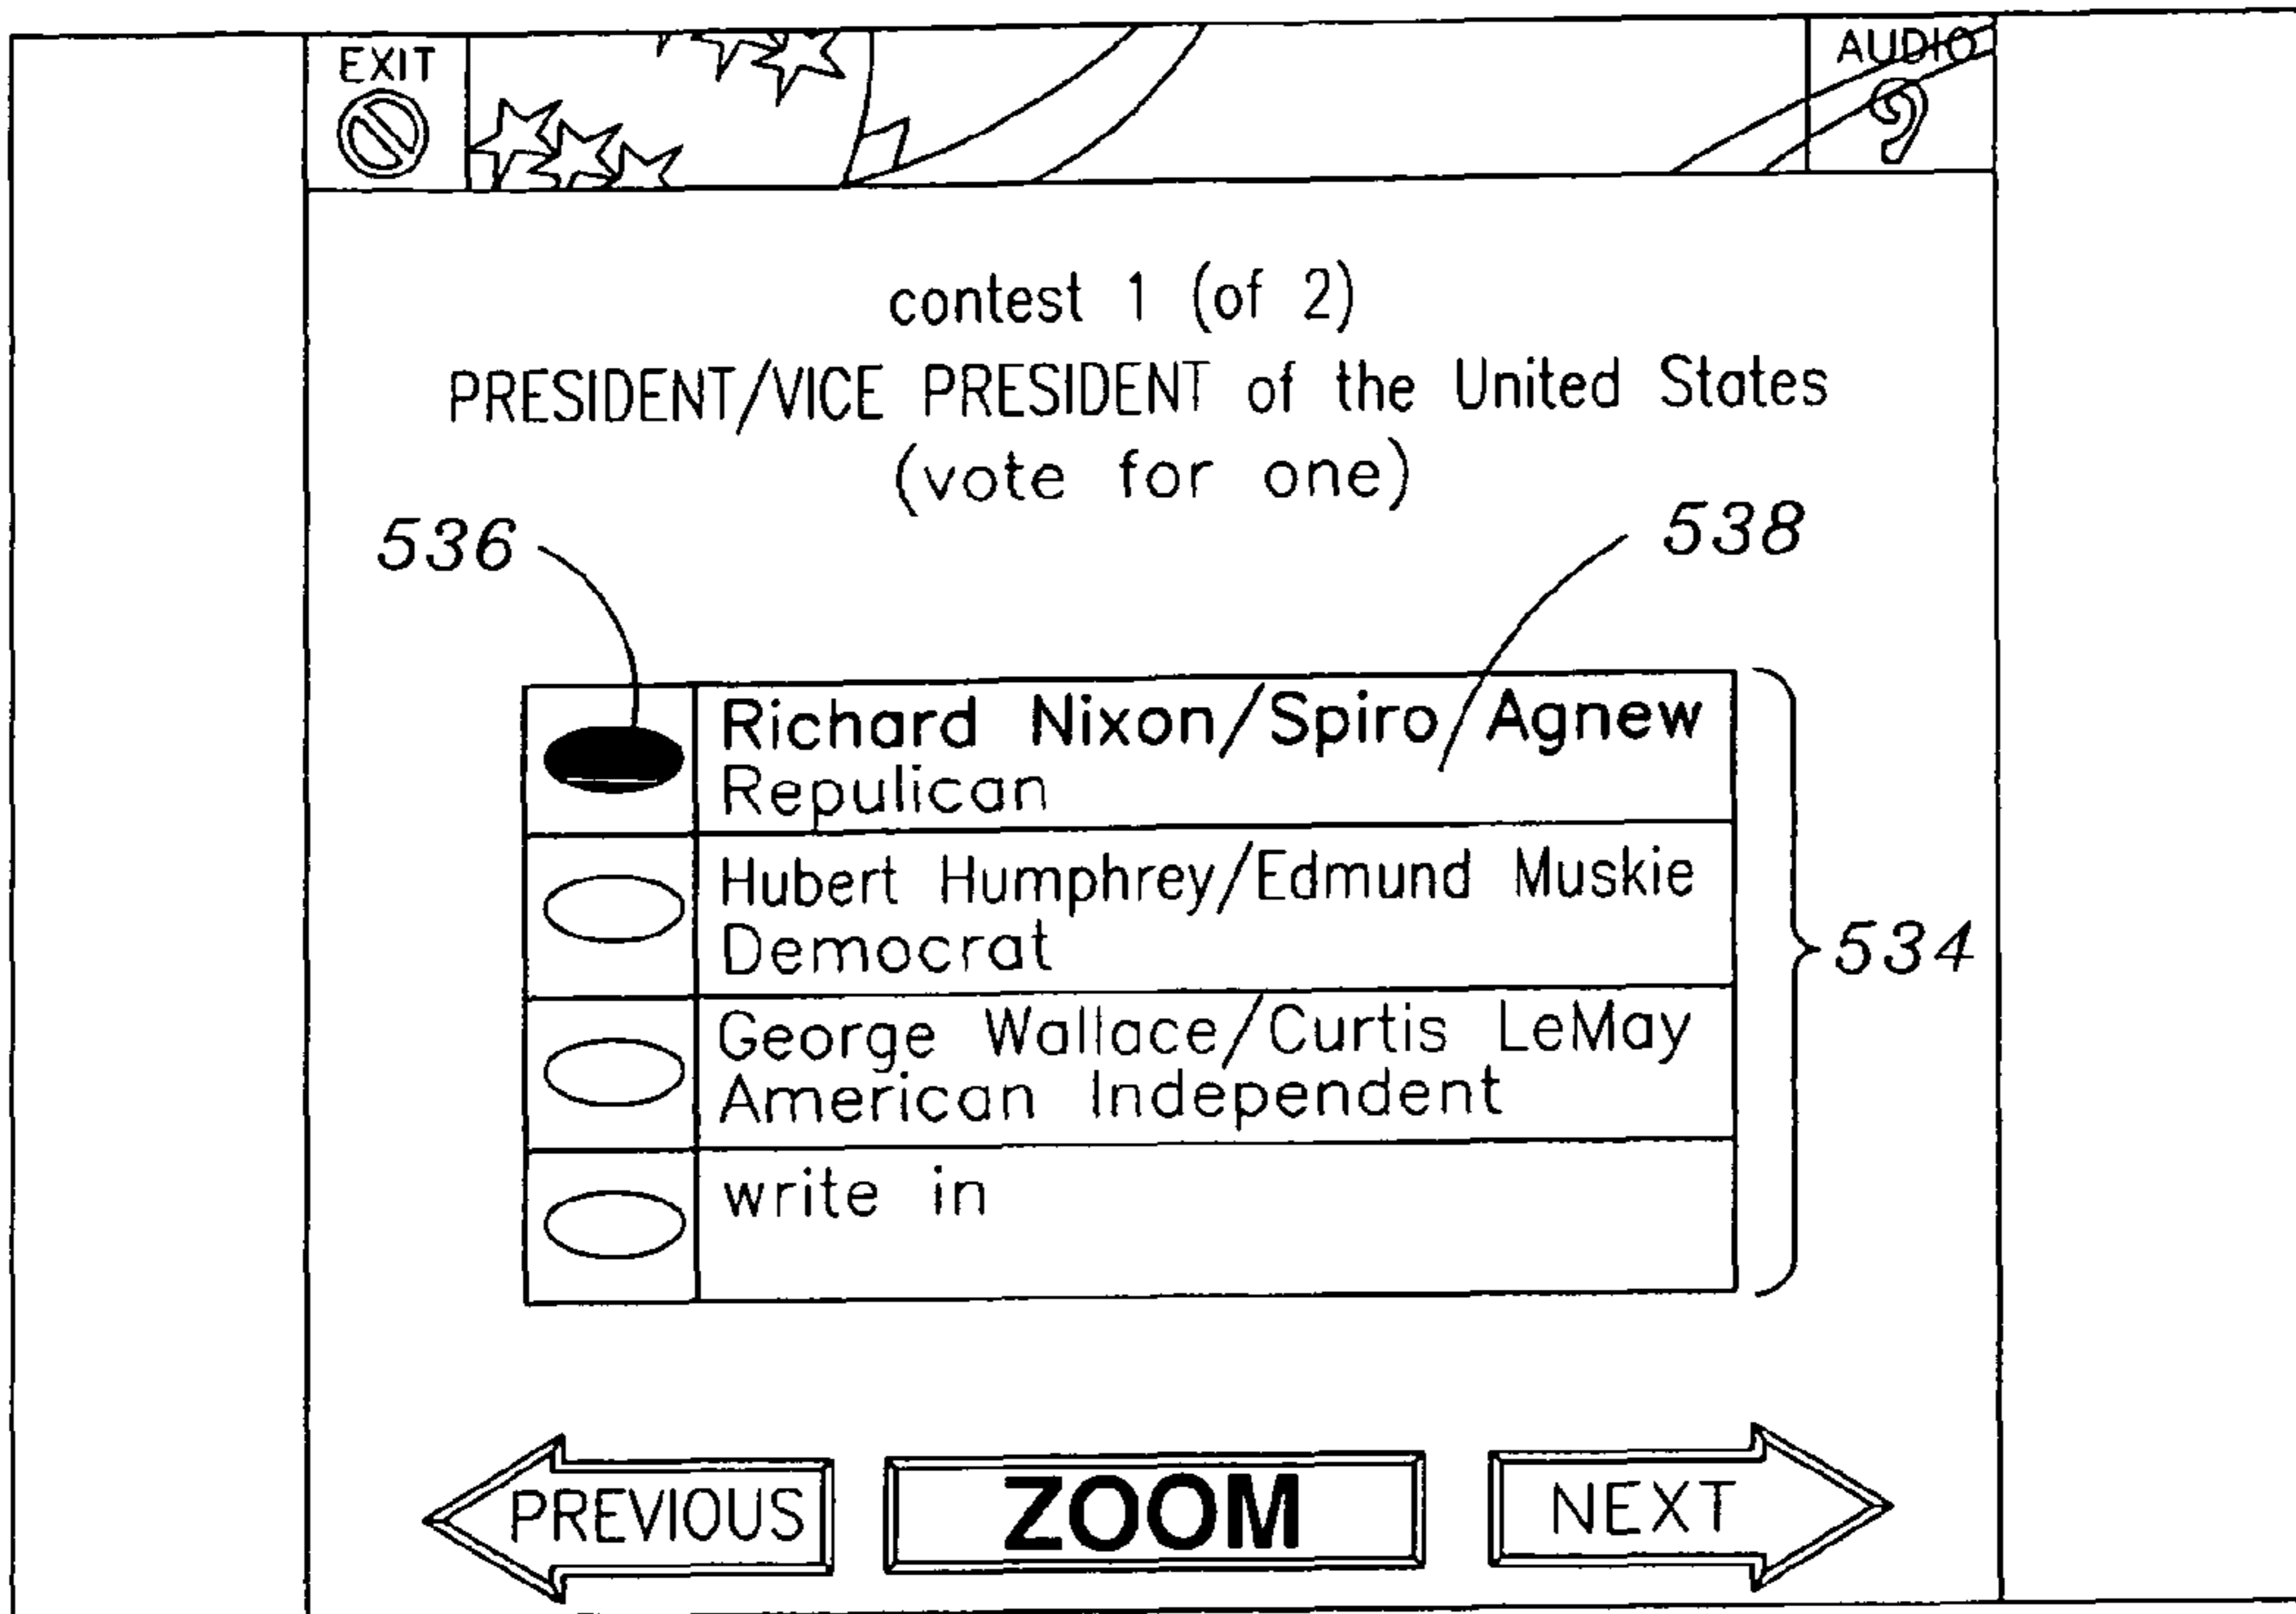 EXIT
AUDIO
contest 1 (of 2)
PRESIDENT/VICE PRESIDENT of the United States
(vote for one)
536
538
Richard Nixon/Spiro Agnew
Repulican
Hubert Humphrey/Edmund Muskie
Democrat
534
George Wallace/Curtis LeMay
American Independent
write in
PREVIOUS
ZOOM
NEXT